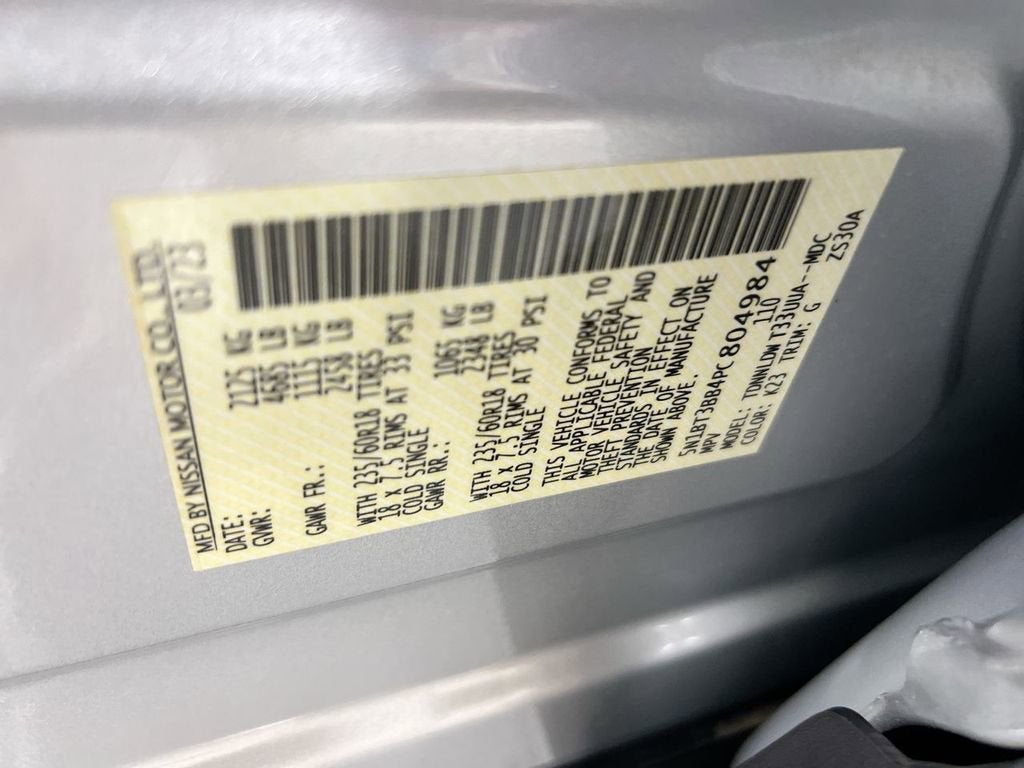 MFD BY NISSAN MOTOR CO., LTD.
DATE: 03/23
GMWR: 2125 KG
4685 LB
GAWR FR.: 1115 KG
2458 LB
WITH 235/60R18 TIRES
18 X 7.5 RIMS AT 33 PSI
COLD SINGLE
GAWR RR.: 1065 KG
2348 LB
WITH 235/60R18 TIRES
18 X 7.5 RIMS AT 30 PSI
COLD SINGLE
THIS VEHICLE CONFORMS TO
ALL APPLICABLE FEDERAL
MOTOR VEHICLE SAFETY AND
THEFT PREVENTION
STANDARDS IN EFFECT ON
THE DATE OF MANUFACTURE
SHOWN ABOVE.
5N1BT3BB4PC804984
MPV 110
MODEL: TDNNLDWT33UUA--MDC
COLOR: K23 TRIM: G ZS30A